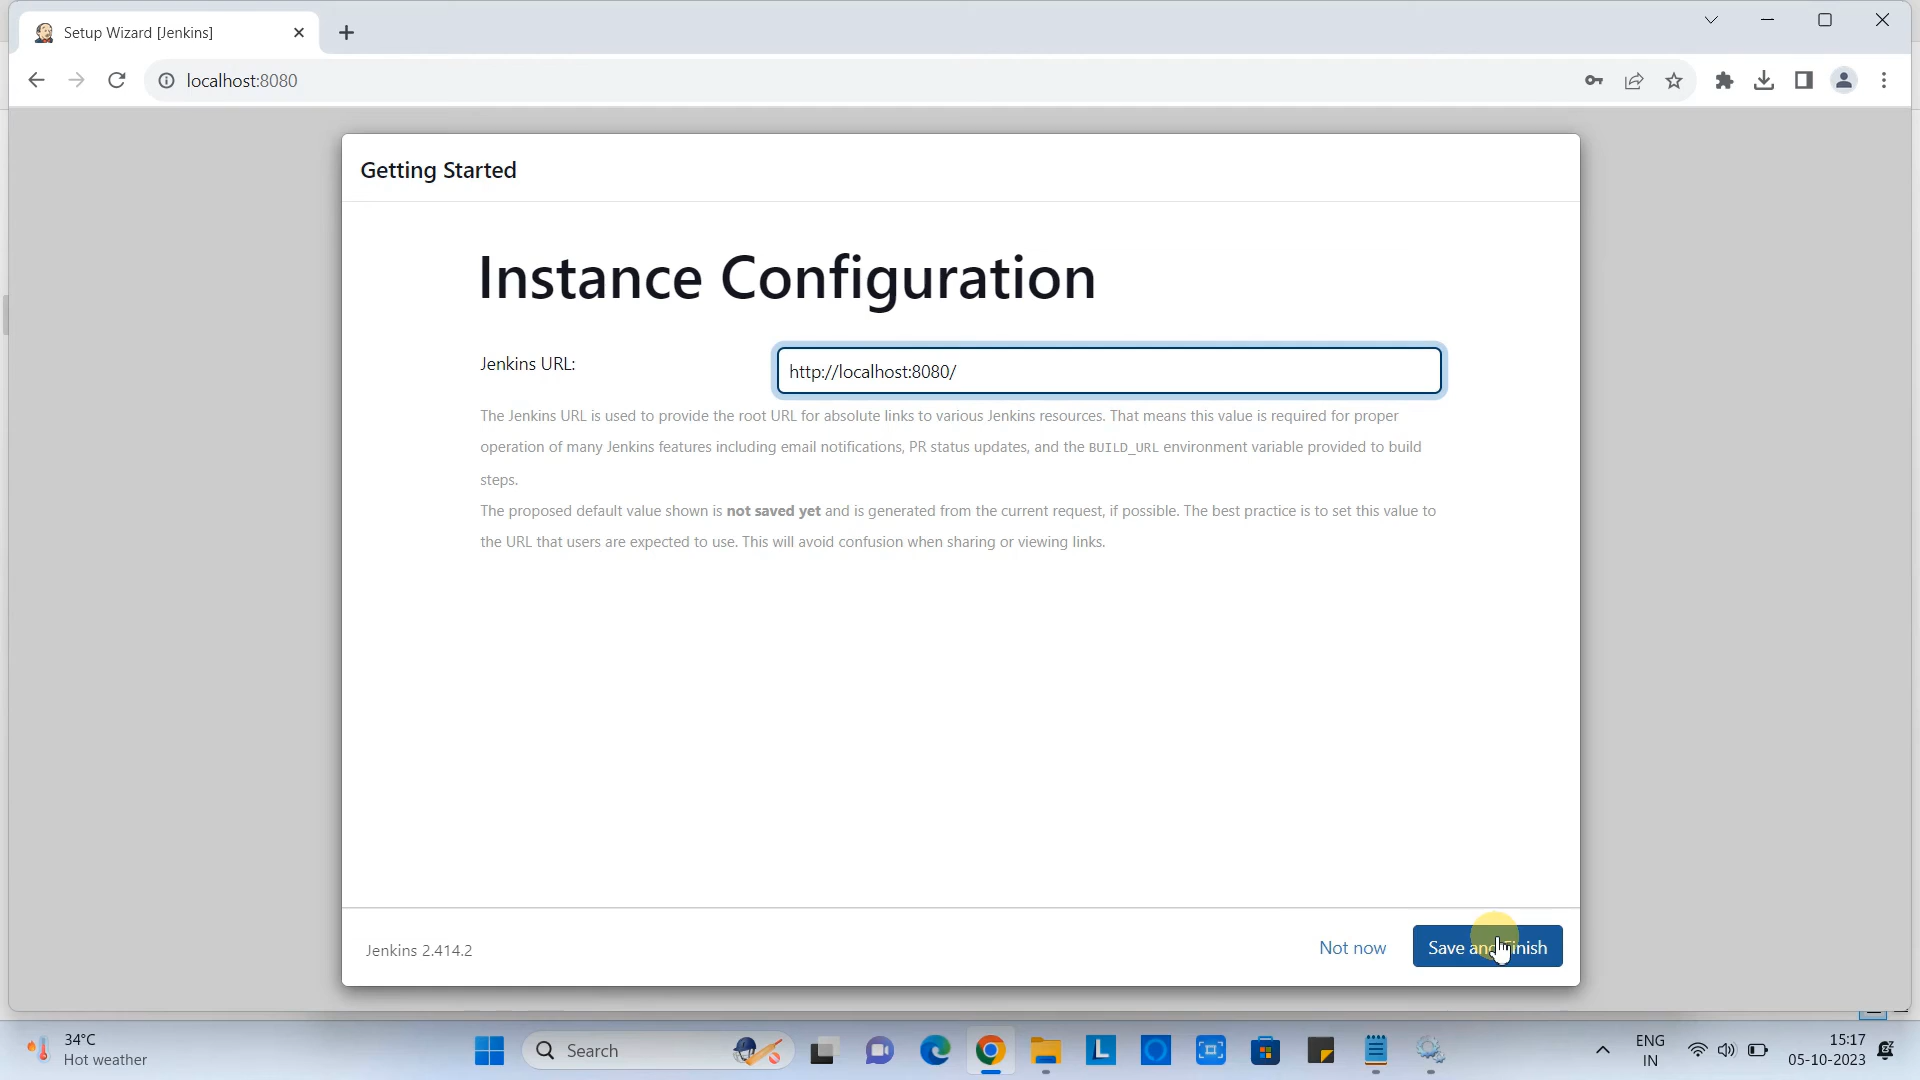 Setup Wizard [Jenkins]
localhost:8080
Getting Started
Instance Configuration
Jenkins URL:
http://localhost:8080/
The Jenkins URL is used to provide the root URL for absolute links to various Jenkins resources. That means this value is required for proper
operation of many Jenkins features including email notifications, PR status updates, and the BUILD_URL environment variable provided to build
steps.
The proposed default value shown is not saved yet and is generated from the current request, if possible. The best practice is to set this value to
the URL that users are expected to use. This will avoid confusion when sharing or viewing links.
Jenkins 2.414.2
Not now
Save and Finish
34°C
Hot weather
Search
L
ENG
IN
15:17
05-10-2023